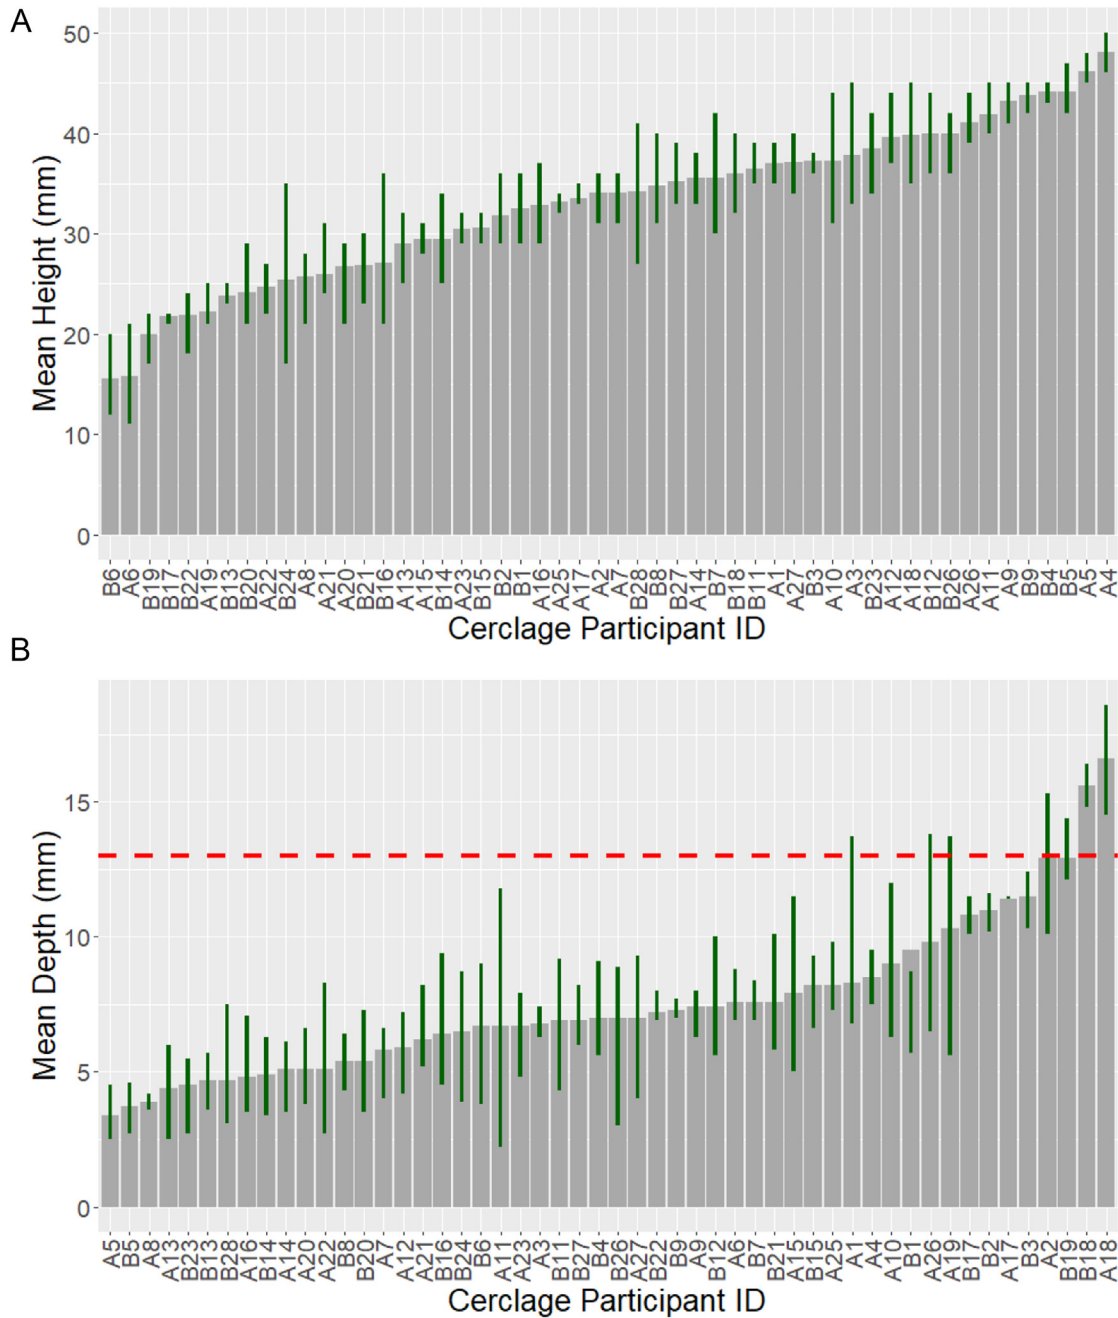 A
Mean Height (mm)
50
40
30
20
10
0
B6 A6 B19 B17 B22 A19 B13 B20 A22 B24 A8 A21 A20 B21 B16 A13 A15 B14 A23 B15 B2 B1 A16 A25 A17 A2 A7 B28 B8 B27 A14 B7 B18 B11 A1 A27 B3 A10 A3 B23 A12 A18 B12 B26 A26 A11 A9 B9 B4 B5 A5 A4
Cerclage Participant ID
B
Mean Depth (mm)
15
10
5
0
A5 B5 A8 A13 B23 B13 B28 A16 B14 A14 A20 A22 B8 B20 A7 A12 A21 B16 B24 B6 A11 A23 A3 B11 B27 B4 B26 A27 B22 B9 A9 B12 A6 B7 B21 A15 B15 A25 A1 A4 A10 B1 A26 A19 B17 B2 A17 B3 A2 B19 B18 A18
Cerclage Participant ID